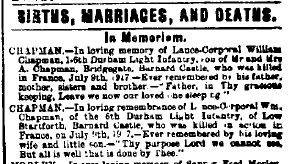 BIRTHS, MARRIAGES, AND DEATHS.
In Memoriam.
CHAPMAN.—In loving memory of Lance-Corporal William
Chapman, 1-6th Durham Light Infantry, son of Mr and Mrs
A. Chapman, Bridgegate, Barnard Castle, who was killed
in France, July 9th, 1917—Ever remembered by his father,
mother, sisters and brother.—"Father, in Thy gracious
keeping, Leave we now our loved one sleeping."
CHAPMAN.—In loving remembrance of Lance-Corporal Wm.
Chapman, of the 6th Durham Light Infantry, of Low
Startforth, Barnard Castle, who was killed in action in
France, on July 9th, 1917.—Ever remembered by his loving
wife and little son.—"Thy purpose Lord we cannot see,
But all is well that is done by Thee."